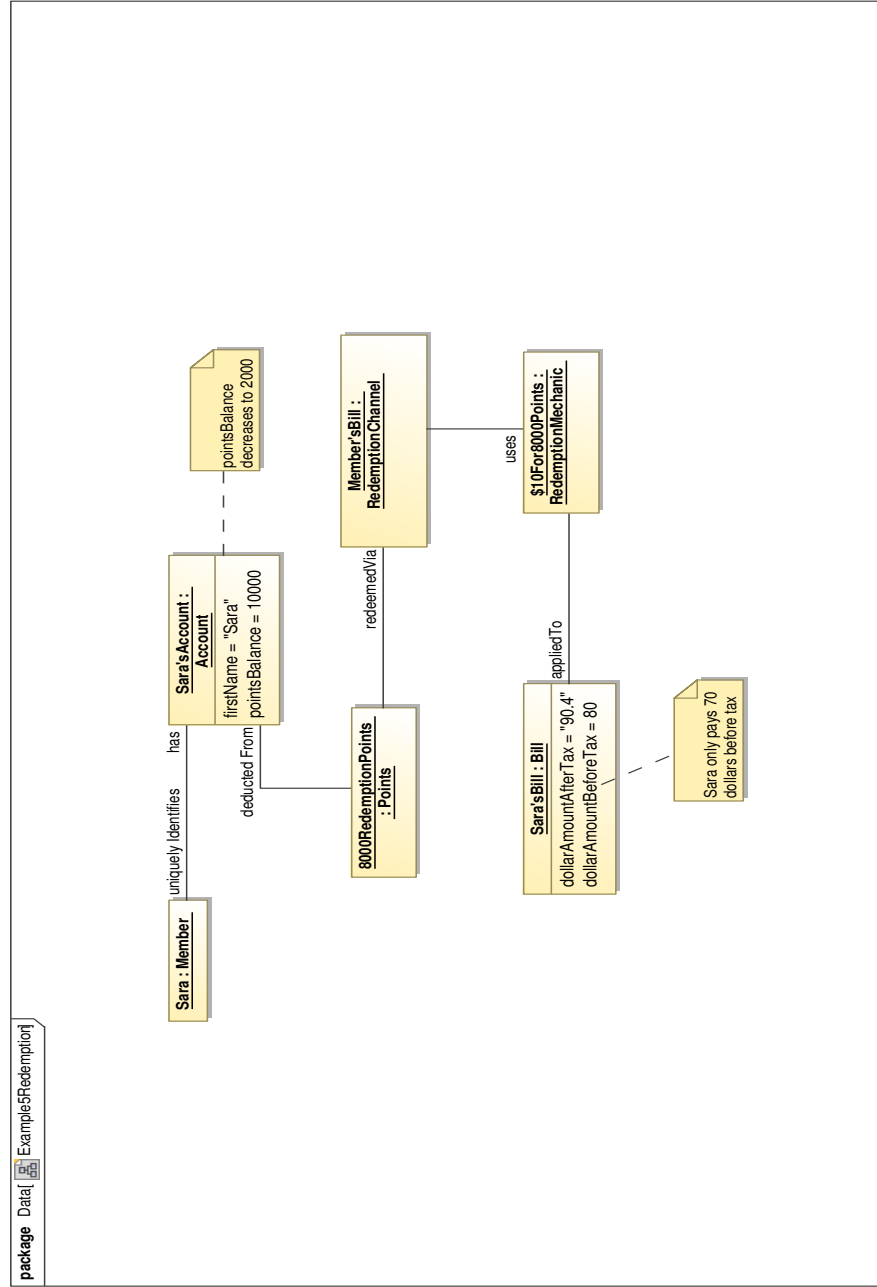 package Data[ Example5Redemption]
Sara : Member
uniquely Identifies
has
Sara'sAccount :
Account
firstName = "Sara"
pointsBalance = 10000
pointsBalance
decreases to 2000
deducted From
8000RedemptionPoints
: Points
redeemedVia
Member'sBill :
RedemptionChannel
uses
$10For8000Points :
RedemptionMechanic
appliedTo
Sara'sBill : Bill
dollarAmountAfterTax = "90.4"
dollarAmountBeforeTax = 80
Sara only pays 70
dollars before tax